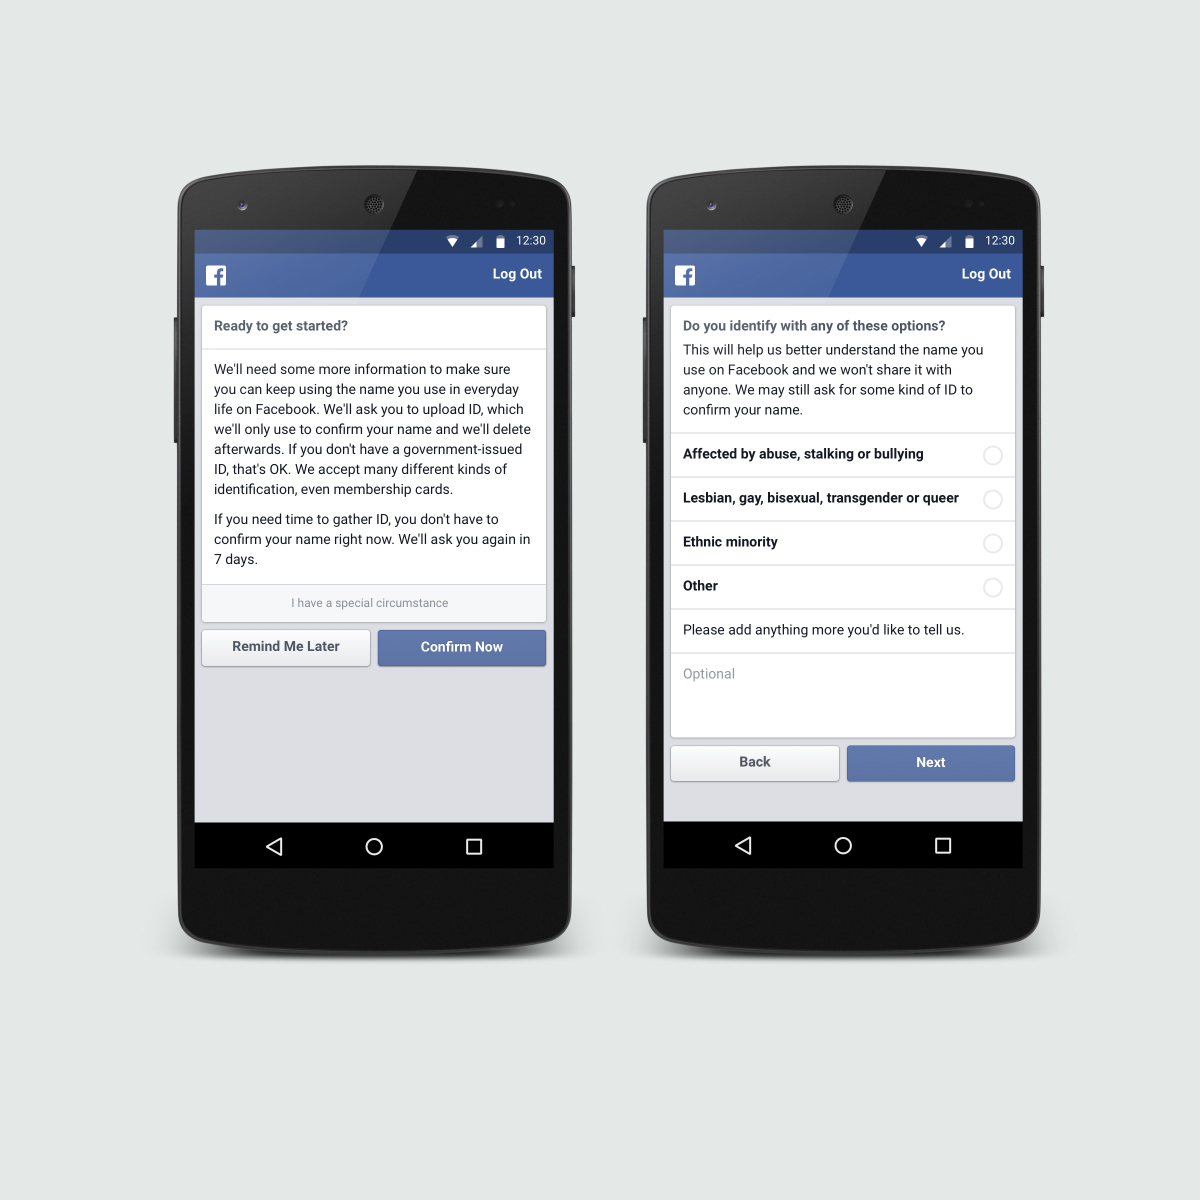 12:30
Log Out
Ready to get started?
We'll need some more information to make sure
you can keep using the name you use in everyday
life on Facebook. We'll ask you to upload ID, which
we'll only use to confirm your name and we'll delete
afterwards. If you don't have a government-issued
ID, that's OK. We accept many different kinds of
identification, even membership cards.
If you need time to gather ID, you don't have to
confirm your name right now. We'll ask you again in
7 days.
I have a special circumstance
Remind Me Later
Confirm Now
12:30
Log Out
Do you identify with any of these options?
This will help us better understand the name you
use on Facebook and we won't share it with
anyone. We may still ask for some kind of ID to
confirm your name.
Affected by abuse, stalking or bullying
Lesbian, gay, bisexual, transgender or queer
Ethnic minority
Other
Please add anything more you'd like to tell us.
Optional
Back
Next